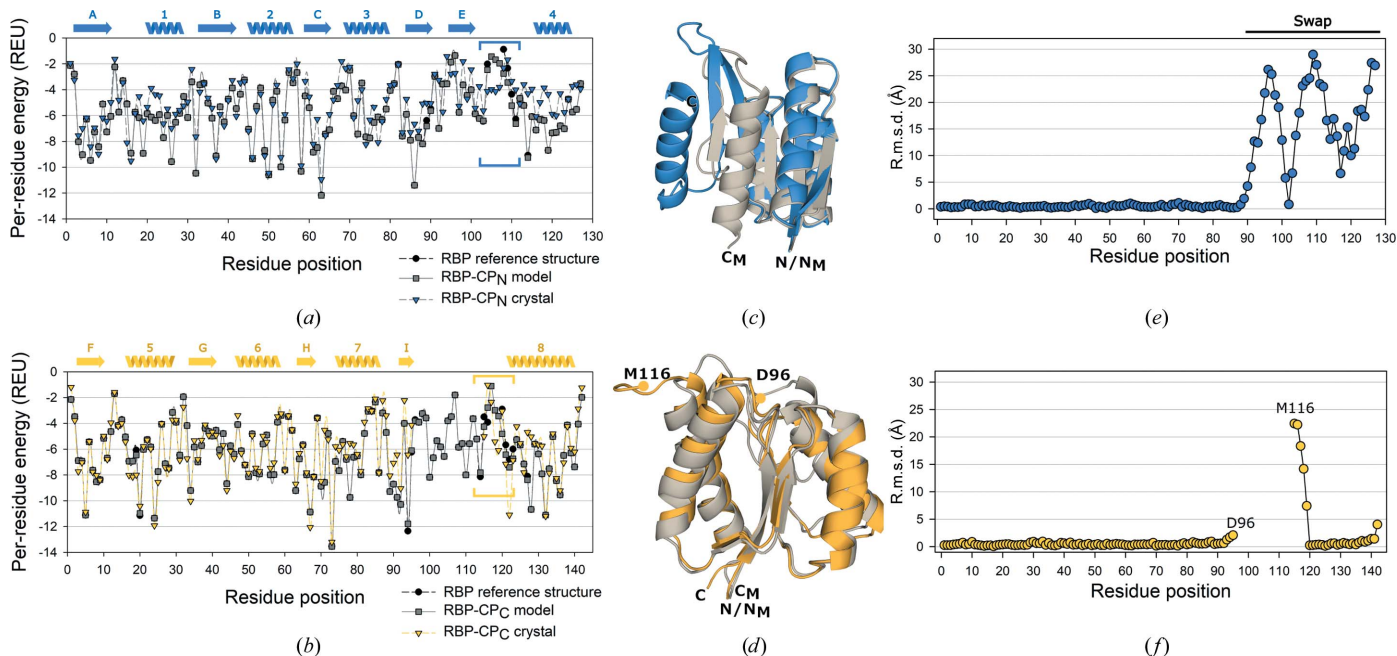 A 1 B 2 C 3 D E 4
Per-residue energy (REU)
0
-2
-4
-6
-8
-10
-12
-14
0 10 20 30 40 50 60 70 80 90 100 110 120 130
Residue position
RBP reference structure
RBP-CPN model
RBP-CPN crystal
(a)
C
CM
N/NM
(c)
Swap
R.m.s.d. (Å)
30
25
20
15
10
5
0
0 10 20 30 40 50 60 70 80 90 100 110 120 130
Residue position
(e)
F 5 G 6 H 7 I 8
Per-residue energy (REU)
0
-2
-4
-6
-8
-10
-12
-14
0 10 20 30 40 50 60 70 80 90 100 110 120 130 140
Residue position
RBP reference structure
RBP-CPC model
RBP-CPC crystal
(b)
M116
D96
C
CM
N/NM
(d)
R.m.s.d. (Å)
30
25
20
15
10
5
0
M116
D96
0 10 20 30 40 50 60 70 80 90 100 110 120 130 140
Residue position
(f)